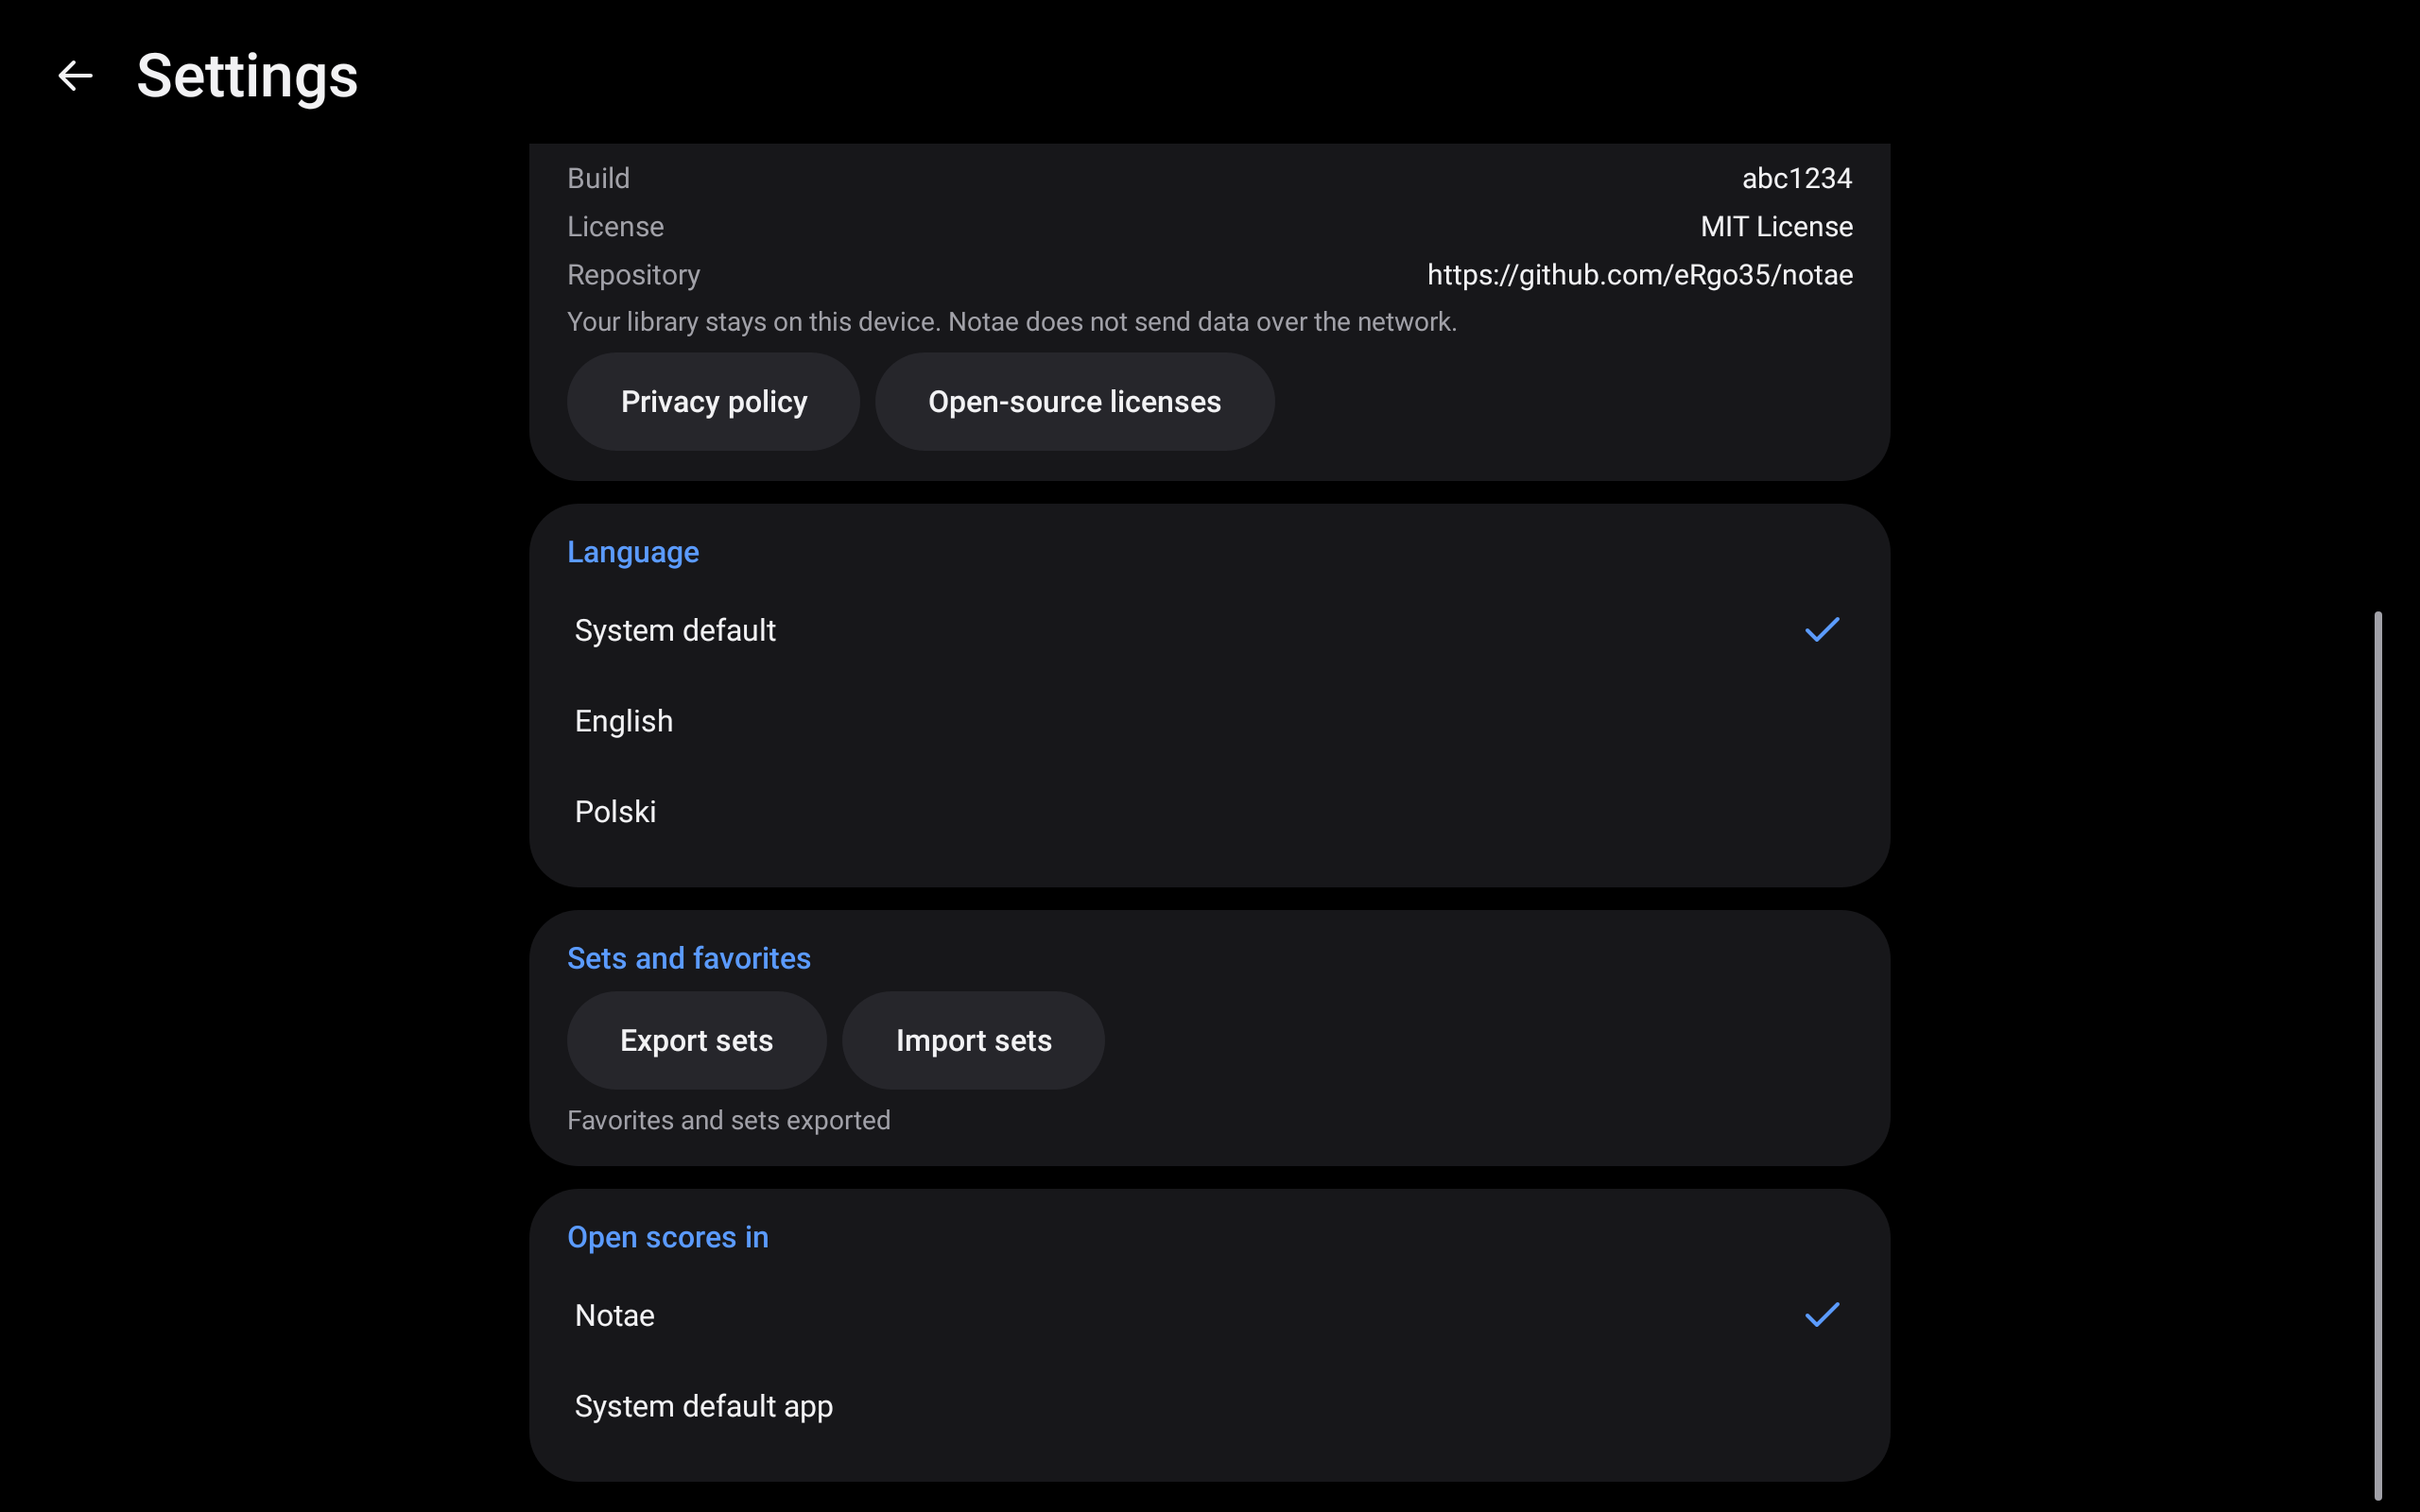 Settings
Build abc1234
License MIT License
Repository https://github.com/eRgo35/notae
Your library stays on this device. Notae does not send data over the network.
Privacy policy Open-source licenses
Language
System default
English
Polski
Sets and favorites
Export sets Import sets
Favorites and sets exported
Open scores in
Notae
System default app